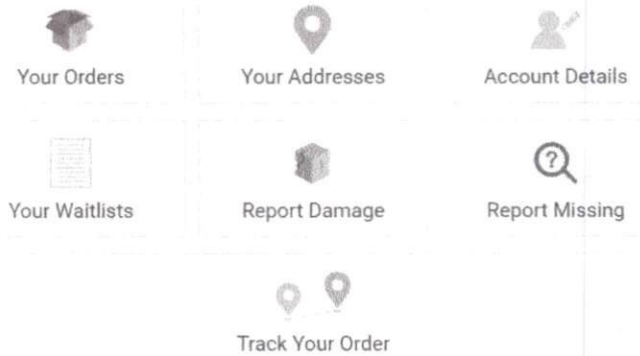 Your Orders
Your Addresses
Account Details
Your Waitlists
Report Damage
Report Missing
Track Your Order